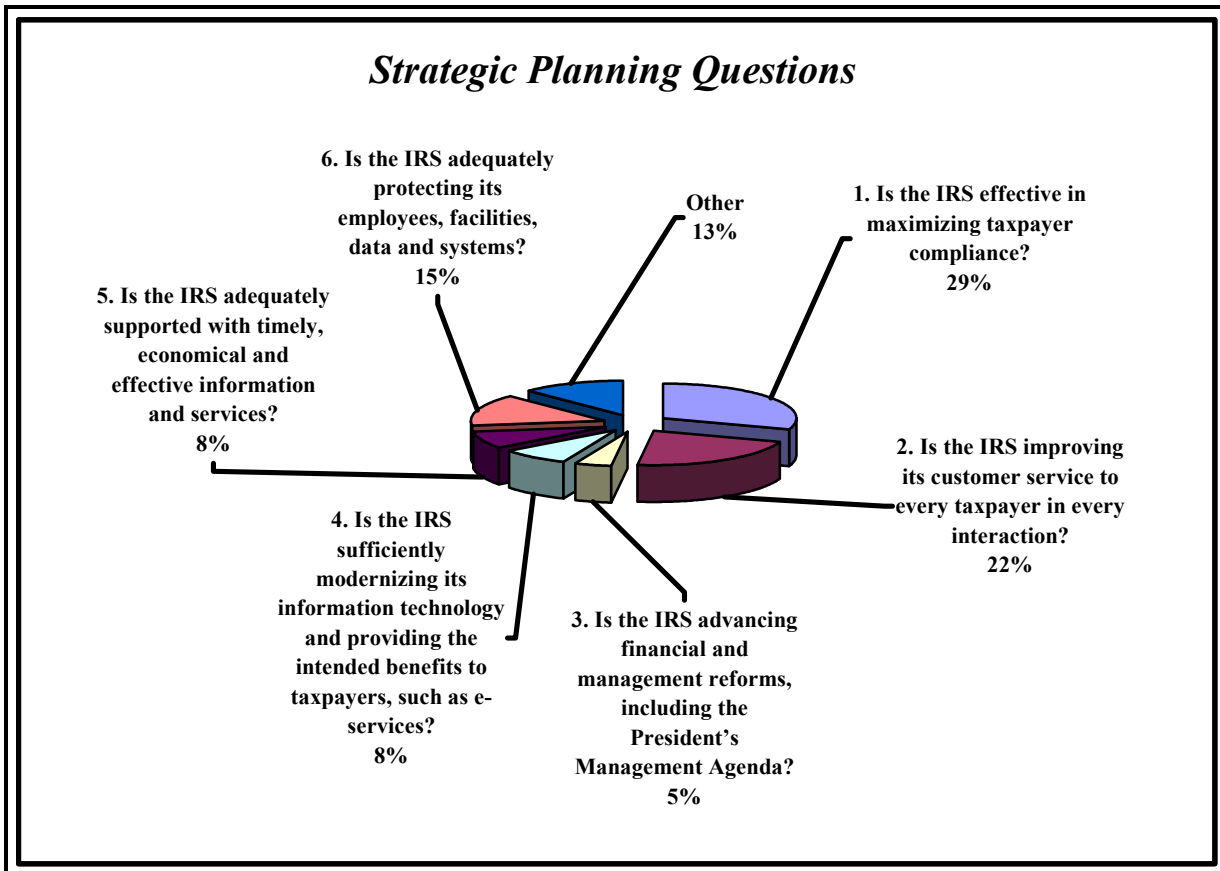 Strategic Planning Questions
6. Is the IRS adequately
protecting its
employees, facilities,
data and systems?
15%
Other
13%
1. Is the IRS effective in
maximizing taxpayer
compliance?
29%
5. Is the IRS adequately
supported with timely,
economical and
effective information
and services?
8%
2. Is the IRS improving
its customer service to
every taxpayer in every
interaction?
22%
4. Is the IRS
sufficiently
modernizing its
information technology
and providing the
intended benefits to
taxpayers, such as e-
services?
8%
3. Is the IRS advancing
financial and
management reforms,
including the
President’s
Management Agenda?
5%